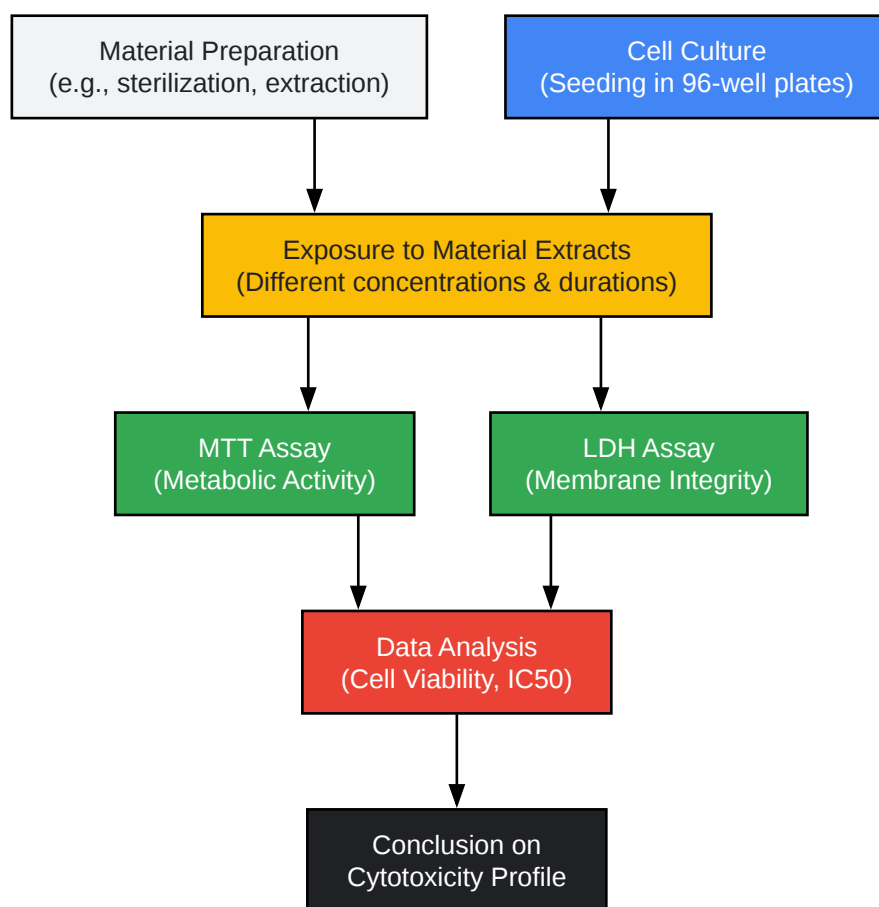 Material Preparation
(e.g., sterilization, extraction)
Cell Culture
(Seeding in 96-well plates)
Exposure to Material Extracts
(Different concentrations & durations)
MTT Assay
(Metabolic Activity)
LDH Assay
(Membrane Integrity)
Data Analysis
(Cell Viability, IC50)
Conclusion on
Cytotoxicity Profile